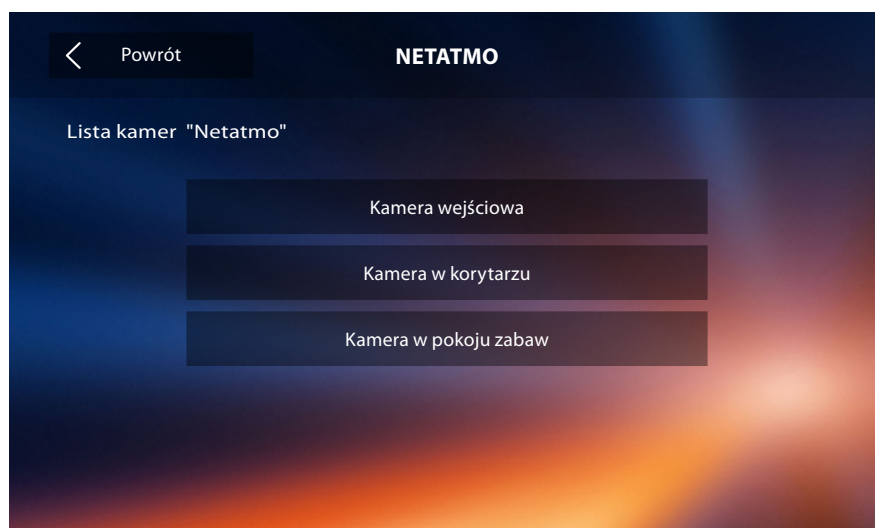 Powrót
NETATMO
Lista kamer "Netatmo"
Kamera wejściowa
Kamera w korytarzu
Kamera w pokoju zabaw